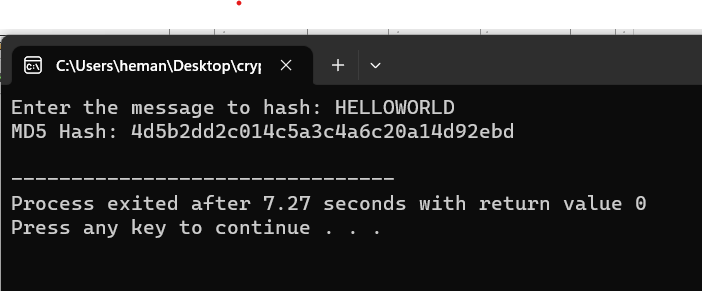 C:\Users\heman\Desktop\cry
Enter the message to hash: HELLOWORLD
MD5 Hash: 4d5b2dd2c014c5a3c4a6c20a14d92ebd
--------------------------------
Process exited after 7.27 seconds with return value 0
Press any key to continue . . .